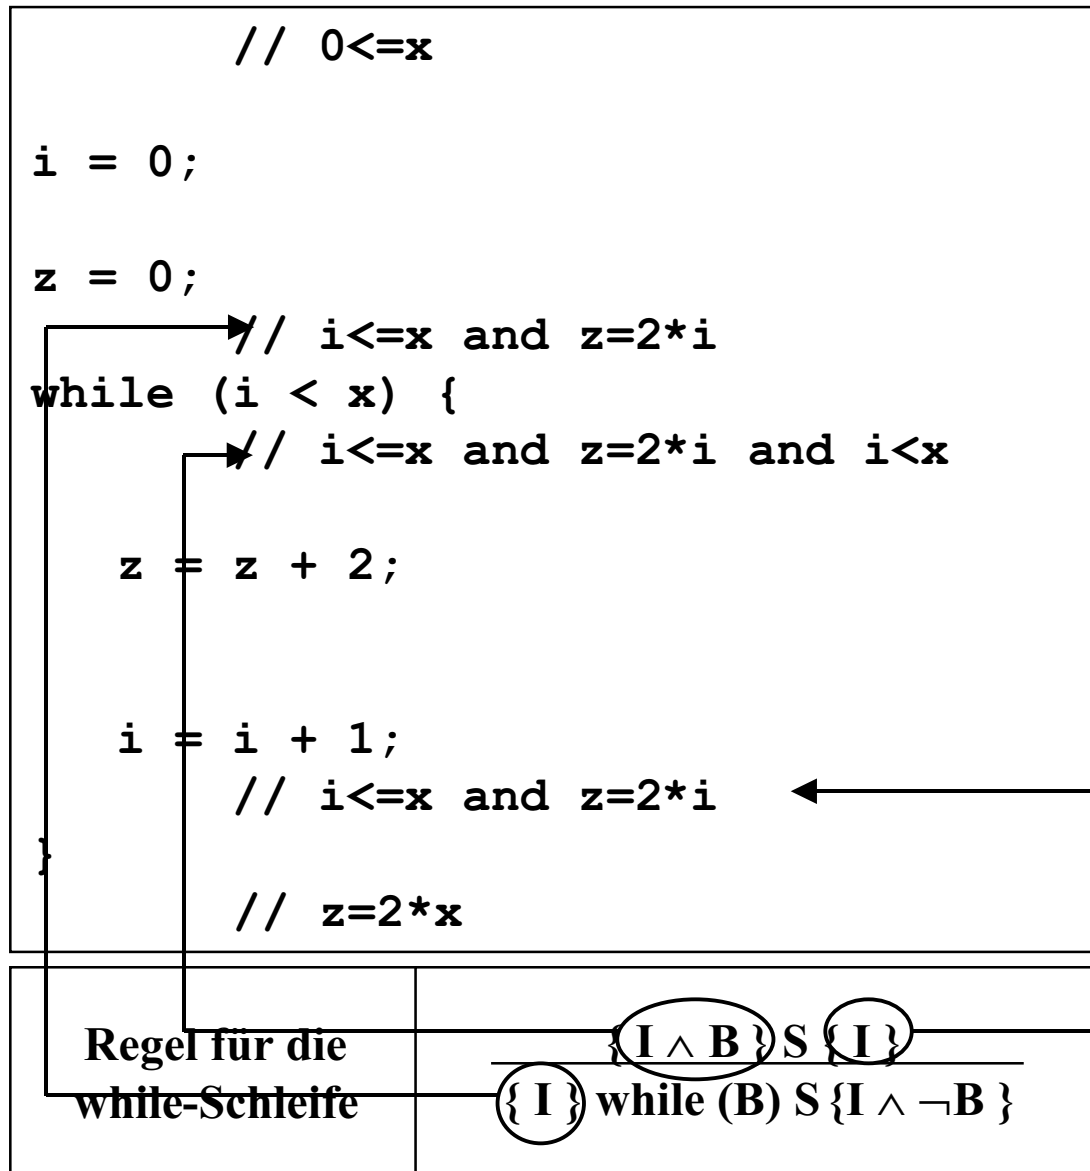 // 0<=x
i = 0;
z = 0;
// i<=x and z=2*i
while (i < x) {
// i<=x and z=2*i and i<x
z = z + 2;
i = i + 1;
// i<=x and z=2*i
}
// z=2*x
Regel für die
while-Schleife
{ I ∧ B } S { I }
{ I } while (B) S {I ∧ ¬B }